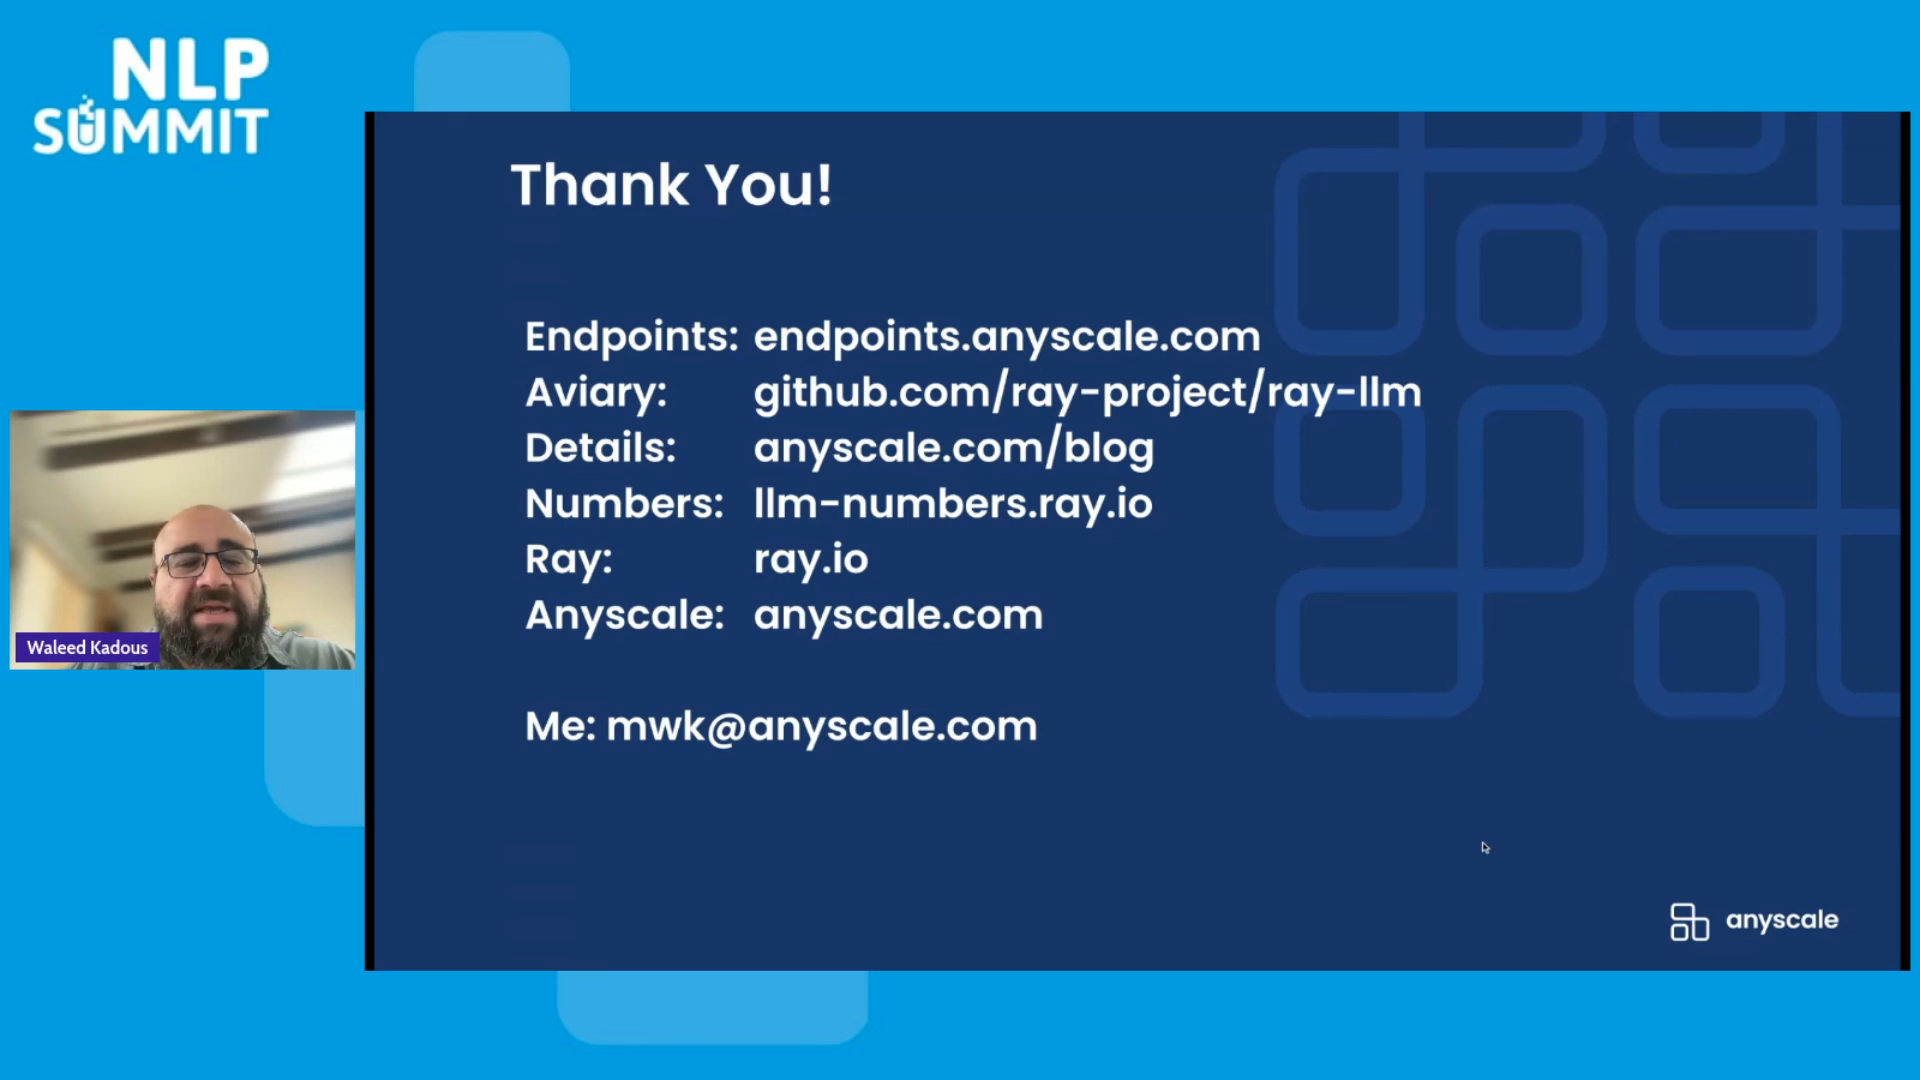 NLP
SUMMIT
Thank You!
Endpoints: endpoints.anyscale.com
Aviary: github.com/ray-project/ray-llm
Details: anyscale.com/blog
Numbers: llm-numbers.ray.io
Ray: ray.io
Anyscale: anyscale.com
Me: mwk@anyscale.com
Waleed Kadous
anyscale